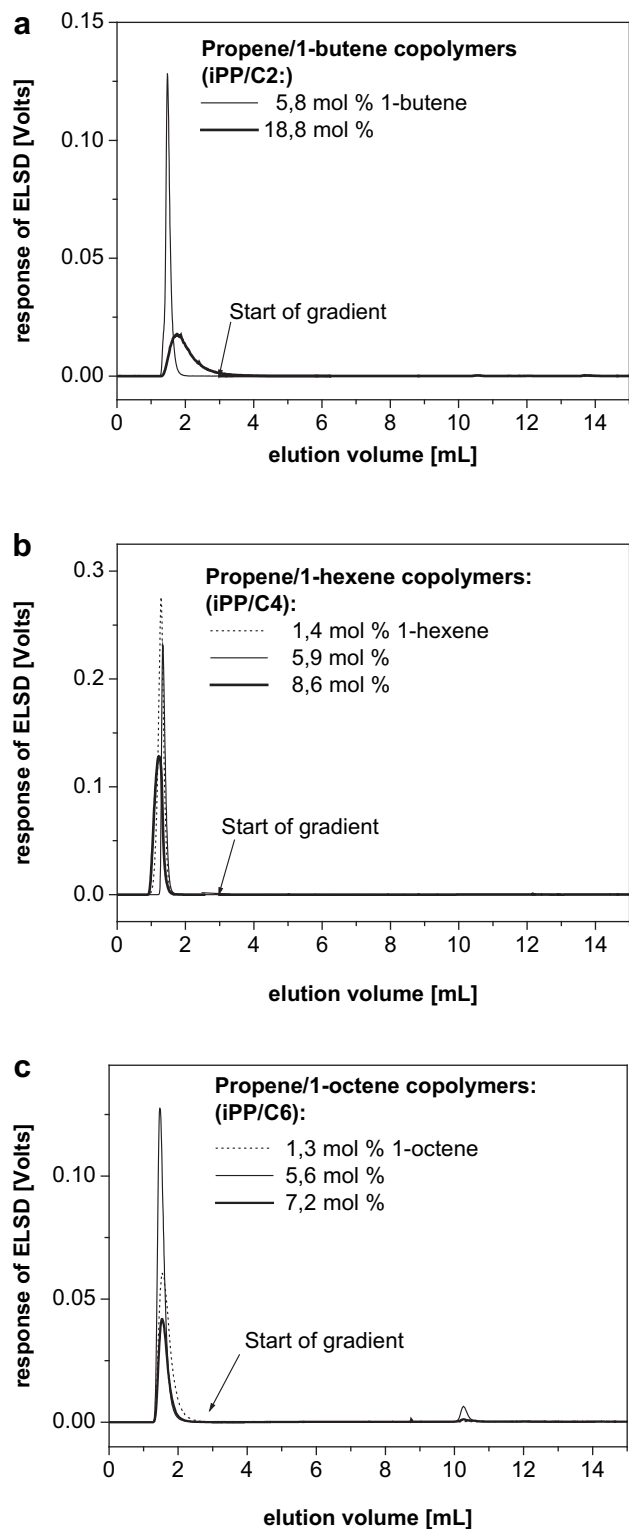 a
0.15
0.10
0.05
0.00
response of ELSD [Volts]
Propene/1-butene copolymers
(iPP/C2:)
5,8 mol % 1-butene
18,8 mol %
Start of gradient
0 2 4 6 8 10 12 14
elution volume [mL]
b
0.3
0.2
0.1
0.0
response of ELSD [Volts]
Propene/1-hexene copolymers:
(iPP/C4):
1,4 mol % 1-hexene
5,9 mol %
8,6 mol %
Start of gradient
0 2 4 6 8 10 12 14
elution volume [mL]
c
0.10
0.05
0.00
response of ELSD [Volts]
Propene/1-octene copolymers:
(iPP/C6):
1,3 mol % 1-octene
5,6 mol %
7,2 mol %
Start of gradient
0 2 4 6 8 10 12 14
elution volume [mL]